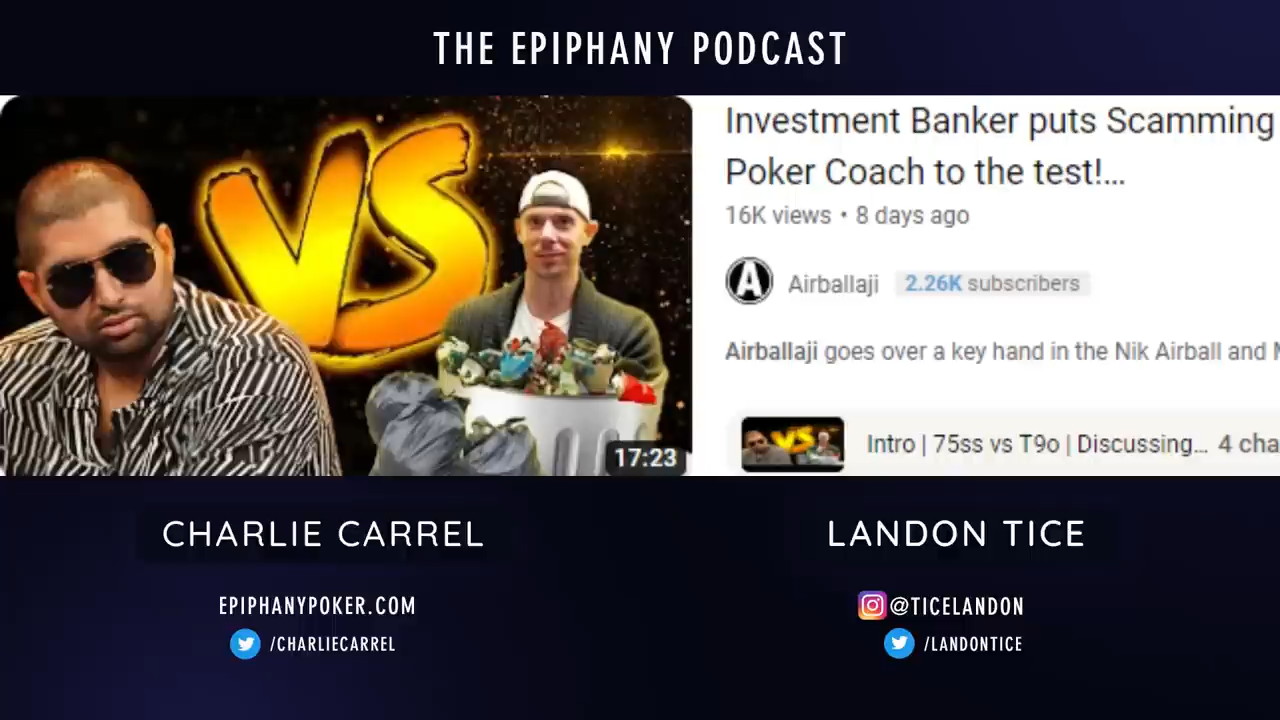 THE EPIPHANY PODCAST
VS
17:23
Investment Banker puts Scamming
Poker Coach to the test!...
16K views • 8 days ago
A
Airballaji 2.26K subscribers
Airballaji goes over a key hand in the Nik Airball and
VS
Intro | 75ss vs T9o | Discussing... 4 cha
CHARLIE CARREL
EPIPHANYPOKER.COM
/CHARLIECARREL
LANDON TICE
@TICELANDON
/LANDONTICE